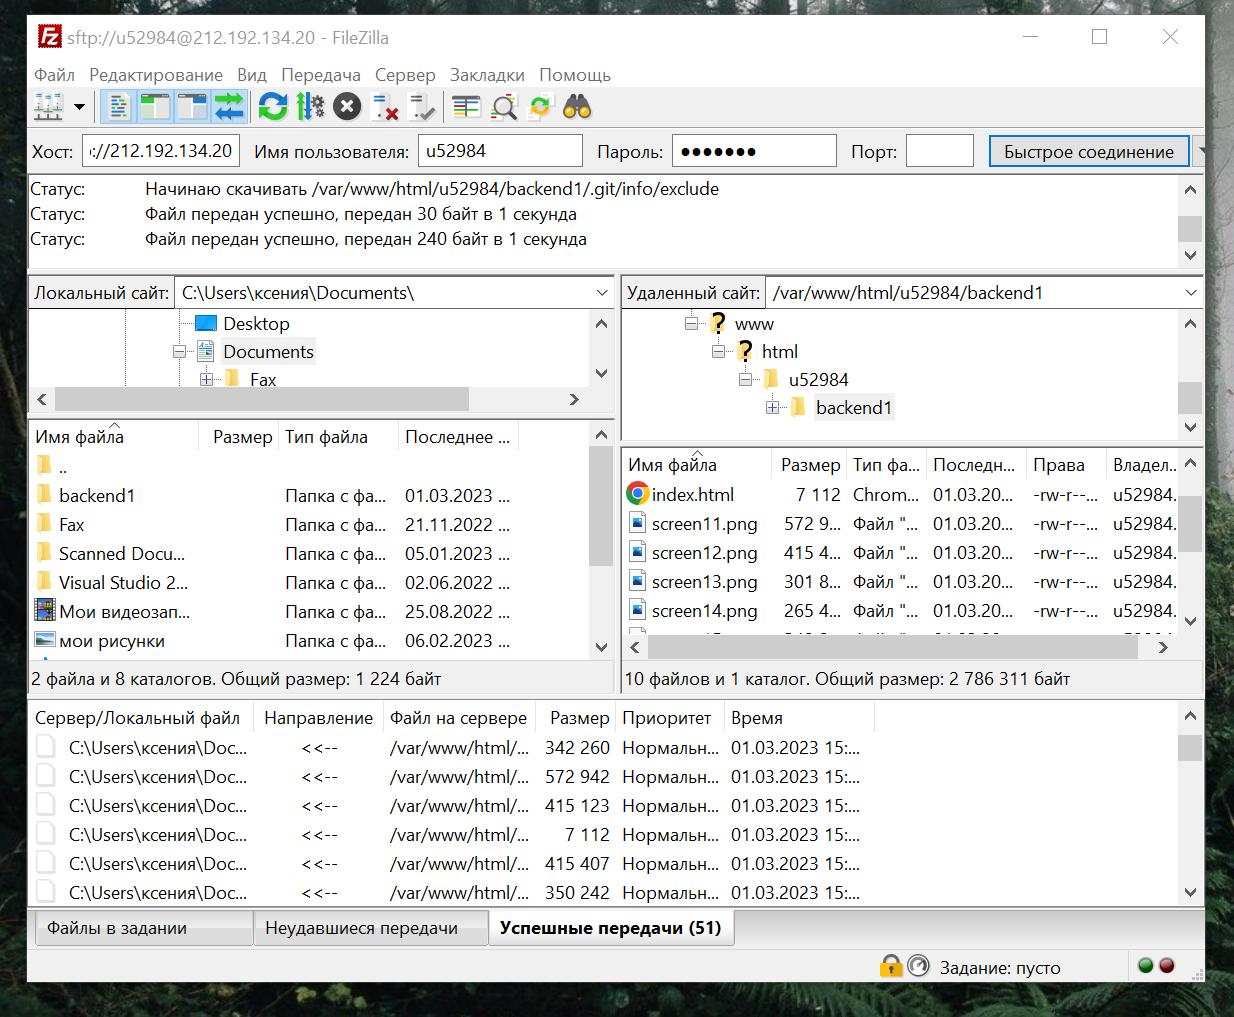 sftp://u52984@212.192.134.20 - FileZilla
Файл Редактирование Вид Передача Сервер Закладки Помощь
Хост: ://212.192.134.20 Имя пользователя: u52984 Пароль: ●●●●●●● Порт: Быстрое соединение
Статус: Начинаю скачивать /var/www/html/u52984/backend1/.git/info/exclude
Статус: Файл передан успешно, передан 30 байт в 1 секунда
Статус: Файл передан успешно, передан 240 байт в 1 секунда
Локальный сайт: C:\Users\ксения\Documents\
Desktop
Documents
Fax
Имя файла Размер Тип файла Последнее ...
..
backend1 Папка с фа... 01.03.2023 ...
Fax Папка с фа... 21.11.2022 ...
Scanned Docu... Папка с фа... 05.01.2023 ...
Visual Studio 2... Папка с фа... 02.06.2022 ...
Мои видеозап... Папка с фа... 25.08.2022 ...
мои рисунки Папка с фа... 06.02.2023 ...
2 файла и 8 каталогов. Общий размер: 1 224 байт
Удаленный сайт: /var/www/html/u52984/backend1
? www
? html
u52984
backend1
Имя файла Размер Тип фа... Последн... Права Владел...
index.html 7 112 Chrom... 01.03.20... -rw-r--... u52984.
screen11.png 572 9... Файл "... 01.03.20... -rw-r--... u52984.
screen12.png 415 4... Файл "... 01.03.20... -rw-r--... u52984.
screen13.png 301 8... Файл "... 01.03.20... -rw-r--... u52984.
screen14.png 265 4... Файл "... 01.03.20... -rw-r--... u52984.
10 файлов и 1 каталог. Общий размер: 2 786 311 байт
Сервер/Локальный файл Направление Файл на сервере Размер Приоритет Время
C:\Users\ксения\Doc... <<-- /var/www/html/... 342 260 Нормальн... 01.03.2023 15:...
C:\Users\ксения\Doc... <<-- /var/www/html/... 572 942 Нормальн... 01.03.2023 15:...
C:\Users\ксения\Doc... <<-- /var/www/html/... 415 123 Нормальн... 01.03.2023 15:...
C:\Users\ксения\Doc... <<-- /var/www/html/... 7 112 Нормальн... 01.03.2023 15:...
C:\Users\ксения\Doc... <<-- /var/www/html/... 415 407 Нормальн... 01.03.2023 15:...
C:\Users\ксения\Doc... <<-- /var/www/html/... 350 242 Нормальн... 01.03.2023 15:...
Файлы в задании Неудавшиеся передачи Успешные передачи (51)
Задание: пусто